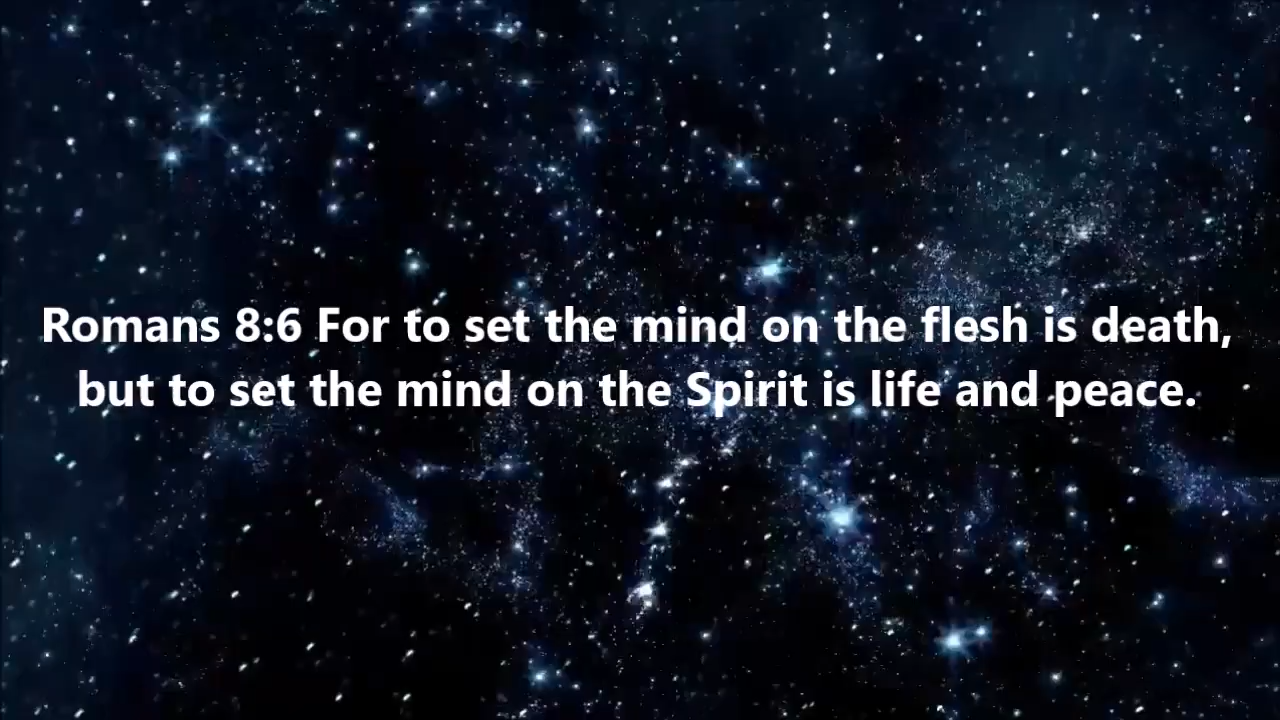 Romans 8:6 For to set the mind on the flesh is death,
but to set the mind on the Spirit is life and peace.